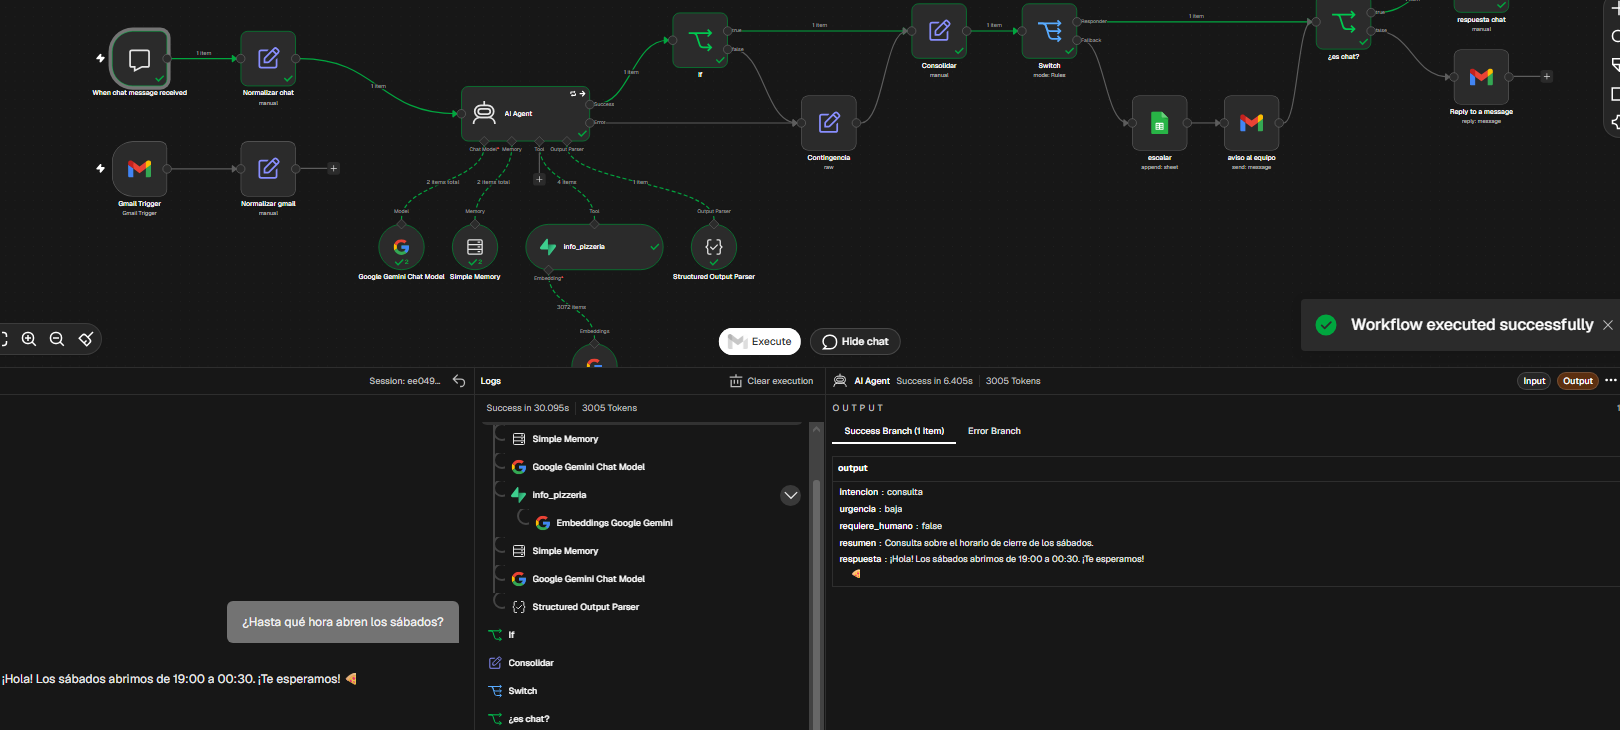 When chat message received
1 item
Normalizar chat
manual
1 item
AI Agent
Success
Error
Chat Model*
Memory
Tool
Output Parser
1 item
If
true
false
1 item
Consolidar
manual
1 item
Switch
mode: Rules
Responder
Fallback
1 item
¿es chat?
true
false
respuesta chat
manual
Reply to a message
reply: message
Contingencia
raw
escalar
append: sheet
aviso al equipo
send: message
Gmail Trigger
Gmail Trigger
Normalizar gmail
manual
2 items total
2 items total
4 items
1 item
Model
Memory
Tool
Output Parser
Google Gemini Chat Model
2
Simple Memory
2
info_pizzeria
Structured Output Parser
Embedding*
3072 items
Embeddings
Execute
Hide chat
Workflow executed successfully
Session: ee049...
Logs
Clear execution
Success in 30.095s
3005 Tokens
Simple Memory
Google Gemini Chat Model
info_pizzeria
Embeddings Google Gemini
Simple Memory
Google Gemini Chat Model
Structured Output Parser
If
Consolidar
Switch
¿es chat?
¿Hasta qué hora abren los sábados?
¡Hola! Los sábados abrimos de 19:00 a 00:30. ¡Te esperamos! 🍕
AI Agent
Success in 6.405s
3005 Tokens
Input
Output
OUTPUT
Success Branch (1 item)
Error Branch
output
intencion : consulta
urgencia : baja
requiere_humano : false
resumen : Consulta sobre el horario de cierre de los sábados.
respuesta : ¡Hola! Los sábados abrimos de 19:00 a 00:30. ¡Te esperamos!
🍕